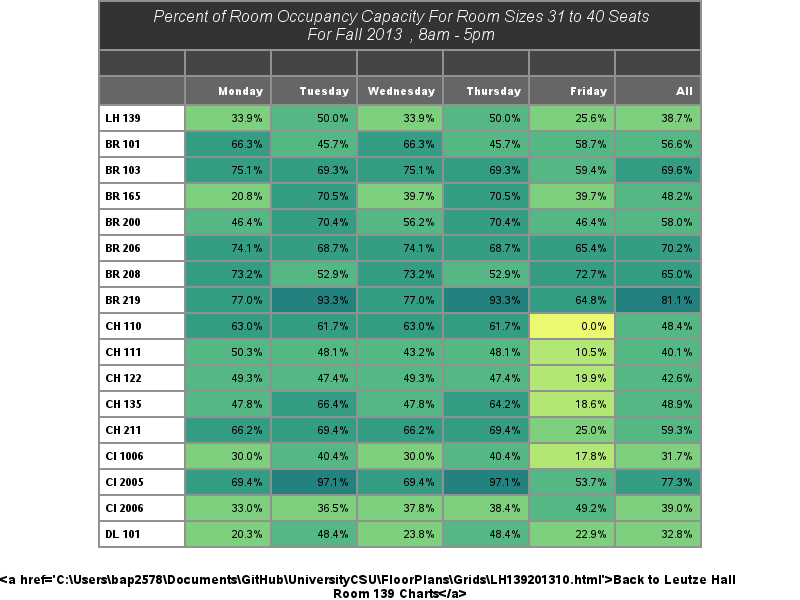 Percent of Room Occupancy Capacity For Room Sizes 31 to 40 Seats
For Fall 2013 , 8am - 5pm
Monday Tuesday Wednesday Thursday Friday All
LH 139 33.9% 50.0% 33.9% 50.0% 25.6% 38.7%
BR 101 66.3% 45.7% 66.3% 45.7% 58.7% 56.6%
BR 103 75.1% 69.3% 75.1% 69.3% 59.4% 69.6%
BR 165 20.8% 70.5% 39.7% 70.5% 39.7% 48.2%
BR 200 46.4% 70.4% 56.2% 70.4% 46.4% 58.0%
BR 206 74.1% 68.7% 74.1% 68.7% 65.4% 70.2%
BR 208 73.2% 52.9% 73.2% 52.9% 72.7% 65.0%
BR 219 77.0% 93.3% 77.0% 93.3% 64.8% 81.1%
CH 110 63.0% 61.7% 63.0% 61.7% 0.0% 48.4%
CH 111 50.3% 48.1% 43.2% 48.1% 10.5% 40.1%
CH 122 49.3% 47.4% 49.3% 47.4% 19.9% 42.6%
CH 135 47.8% 66.4% 47.8% 64.2% 18.6% 48.9%
CH 211 66.2% 69.4% 66.2% 69.4% 25.0% 59.3%
CI 1006 30.0% 40.4% 30.0% 40.4% 17.8% 31.7%
CI 2005 69.4% 97.1% 69.4% 97.1% 53.7% 77.3%
CI 2006 33.0% 36.5% 37.8% 38.4% 49.2% 39.0%
DL 101 20.3% 48.4% 23.8% 48.4% 22.9% 32.8%
<a href='C:\Users\bap2578\Documents\GitHub\UniversityCSU\FloorPlans\Grids\LH139201310.html'>Back to Leutze Hall
Room 139 Charts</a>